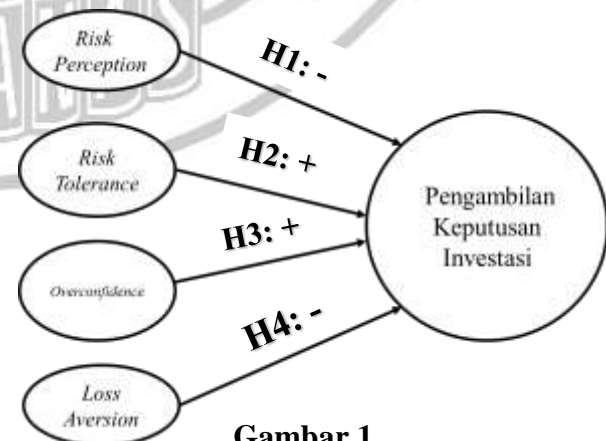 Risk
Perception
H1: -
Risk
Tolerance
H2: +
Overconfidence
H3: +
Loss
Aversion
H4: -
Pengambilan
Keputusan
Investasi
Gambar 1